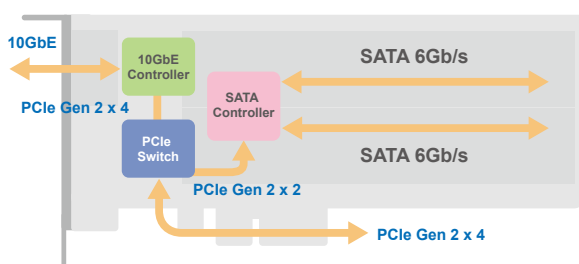 10GbE
10GbE
Controller
SATA 6Gb/s
PCIe Gen 2 x 4
SATA
Controller
PCIe
Switch
SATA 6Gb/s
PCIe Gen 2 x 2
PCIe Gen 2 x 4